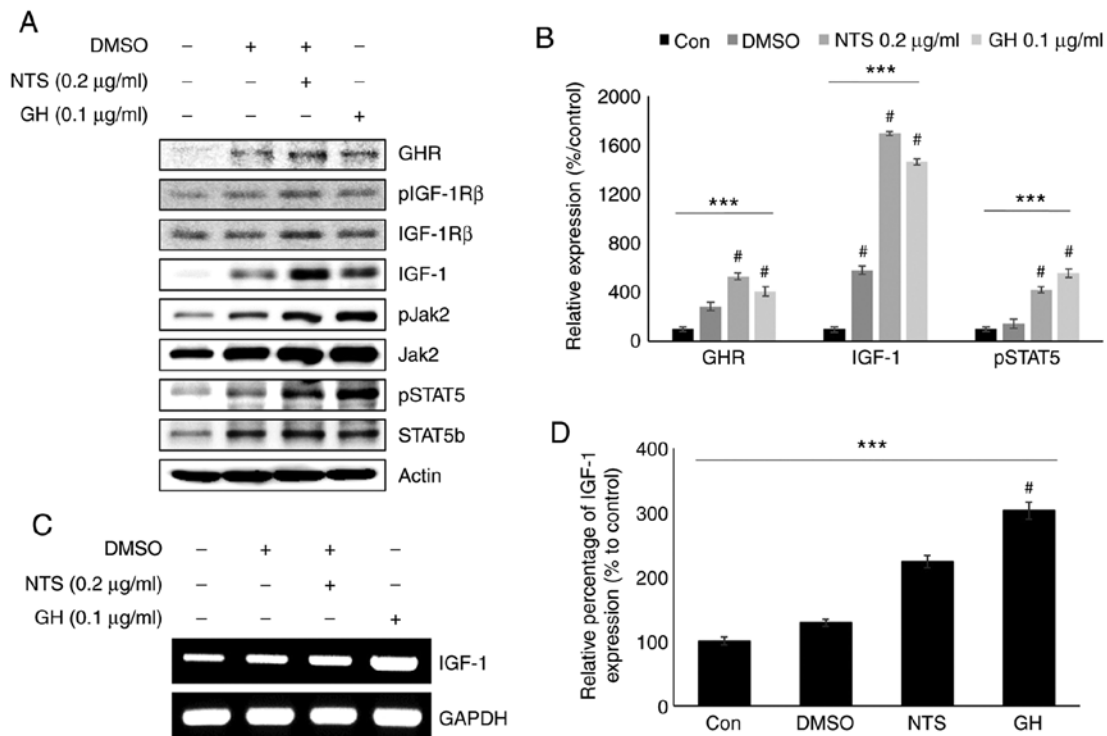 A
DMSO – + + –
NTS (0.2 µg/ml) – – + –
GH (0.1 µg/ml) – – – +
GHR
pIGF-1Rβ
IGF-1Rβ
IGF-1
pJak2
Jak2
pSTAT5
STAT5b
Actin
B
Con DMSO NTS 0.2 µg/ml GH 0.1 µg/ml
Relative expression (%/control)
2000
1600
1200
800
400
0
***
***
***
# #
# # #
# #
GHR IGF-1 pSTAT5
C
DMSO – + + –
NTS (0.2 µg/ml) – – + –
GH (0.1 µg/ml) – – – +
IGF-1
GAPDH
D
Relative percentage of IGF-1
expression (% to control)
400
300
200
100
0
***
#
Con DMSO NTS GH